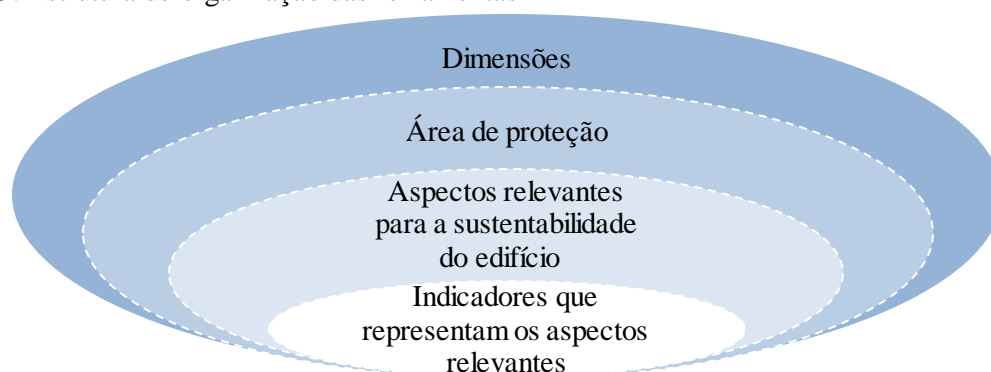 Dimensões
Área de proteção
Aspectos relevantes
para a sustentabilidade
do edifício
Indicadores que
representam os aspectos
relevantes